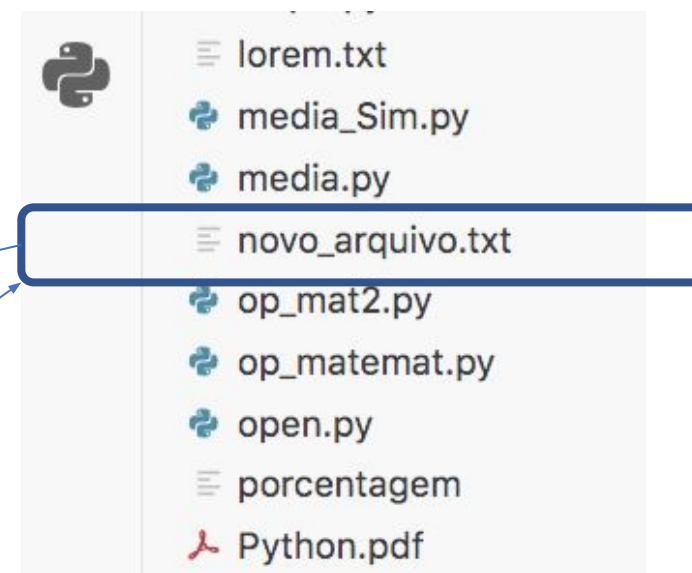 lorem.txt
media_Sim.py
media.py
novo_arquivo.txt
op_mat2.py
op_matemat.py
open.py
porcentagem
Python.pdf